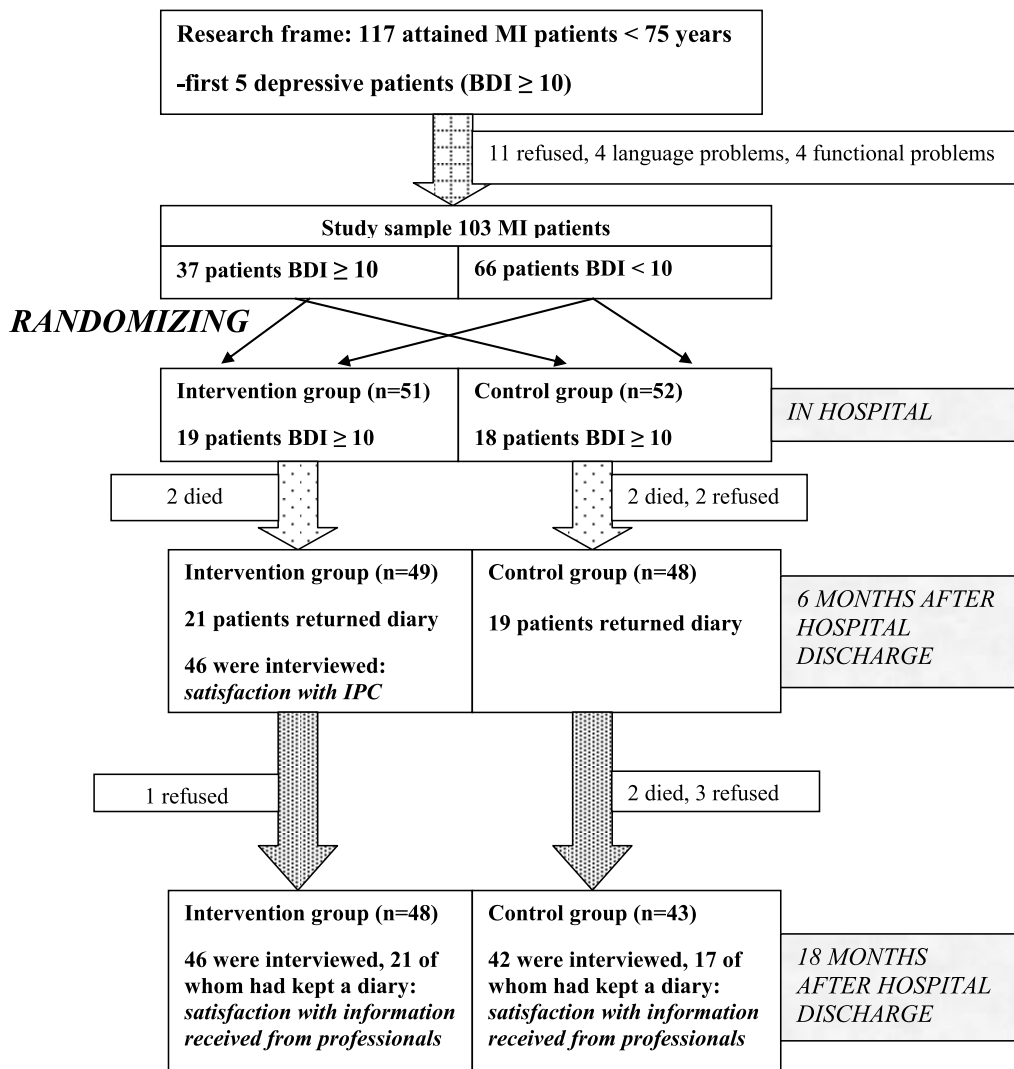 Research frame: 117 attained MI patients < 75 years
-first 5 depressive patients (BDI ≥ 10)
11 refused, 4 language problems, 4 functional problems
Study sample 103 MI patients
37 patients BDI ≥ 10
66 patients BDI < 10
RANDOMIZING
Intervention group (n=51)
19 patients BDI ≥ 10
Control group (n=52)
18 patients BDI ≥ 10
IN HOSPITAL
2 died
2 died, 2 refused
Intervention group (n=49)
21 patients returned diary
46 were interviewed:
satisfaction with IPC
Control group (n=48)
19 patients returned diary
6 MONTHS AFTER
HOSPITAL
DISCHARGE
1 refused
2 died, 3 refused
Intervention group (n=48)
46 were interviewed, 21 of
whom had kept a diary:
satisfaction with information
received from professionals
Control group (n=43)
42 were interviewed, 17 of
whom had kept a diary:
satisfaction with information
received from professionals
18 MONTHS
AFTER HOSPITAL
DISCHARGE